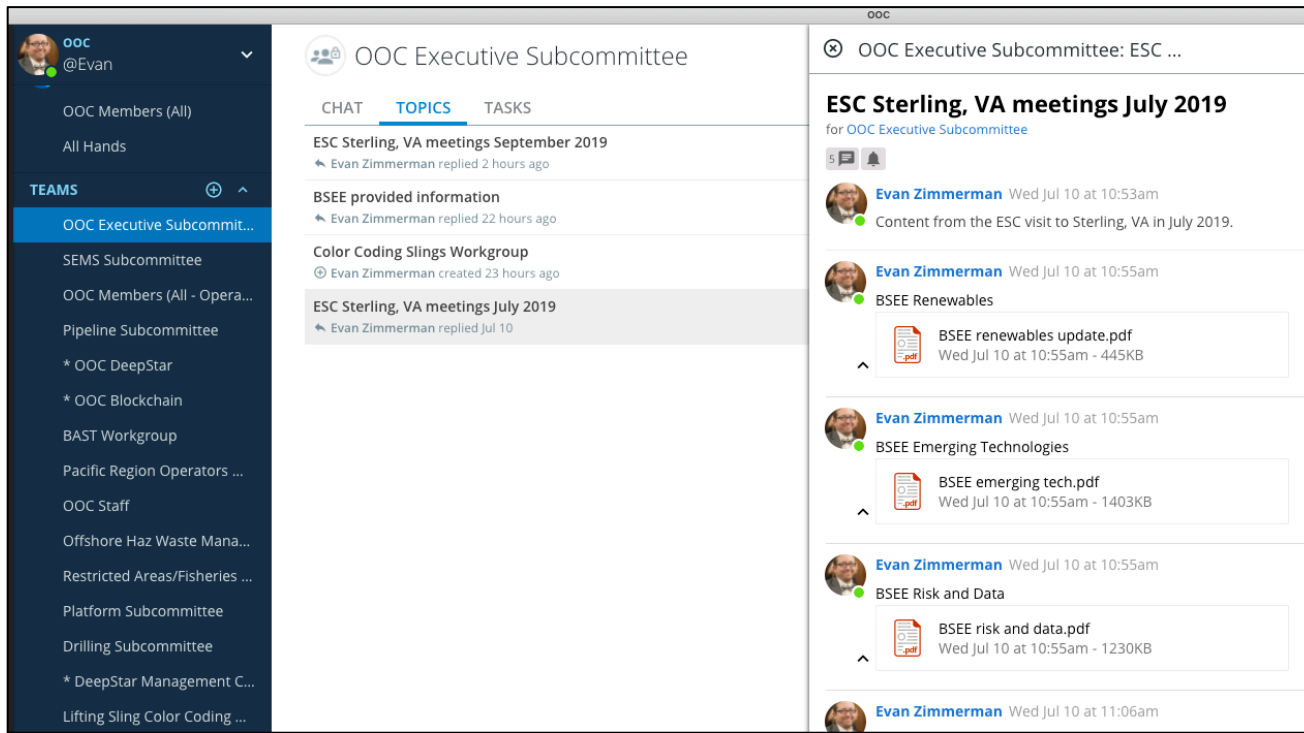 OOC
OOC
@Evan
OOC Members (All)
All Hands
TEAMS
OOC Executive Subcommit...
SEMS Subcommittee
OOC Members (All - Opera...
Pipeline Subcommittee
* OOC DeepStar
* OOC Blockchain
BAST Workgroup
Pacific Region Operators ...
OOC Staff
Offshore Haz Waste Mana...
Restricted Areas/Fisheries ...
Platform Subcommittee
Drilling Subcommittee
* DeepStar Management C...
Lifting Sling Color Coding ...
OOC Executive Subcommittee
CHAT TOPICS TASKS
ESC Sterling, VA meetings September 2019
Evan Zimmerman replied 2 hours ago
BSEE provided information
Evan Zimmerman replied 22 hours ago
Color Coding Slings Workgroup
Evan Zimmerman created 23 hours ago
ESC Sterling, VA meetings July 2019
Evan Zimmerman replied Jul 10
OOC Executive Subcommittee: ESC ...
ESC Sterling, VA meetings July 2019
for OOC Executive Subcommittee
5
Evan Zimmerman Wed Jul 10 at 10:53am
Content from the ESC visit to Sterling, VA in July 2019.
Evan Zimmerman Wed Jul 10 at 10:55am
BSEE Renewables
.pdf
BSEE renewables update.pdf
Wed Jul 10 at 10:55am - 445KB
Evan Zimmerman Wed Jul 10 at 10:55am
BSEE Emerging Technologies
.pdf
BSEE emerging tech.pdf
Wed Jul 10 at 10:55am - 1403KB
Evan Zimmerman Wed Jul 10 at 10:55am
BSEE Risk and Data
.pdf
BSEE risk and data.pdf
Wed Jul 10 at 10:55am - 1230KB
Evan Zimmerman Wed Jul 10 at 11:06am